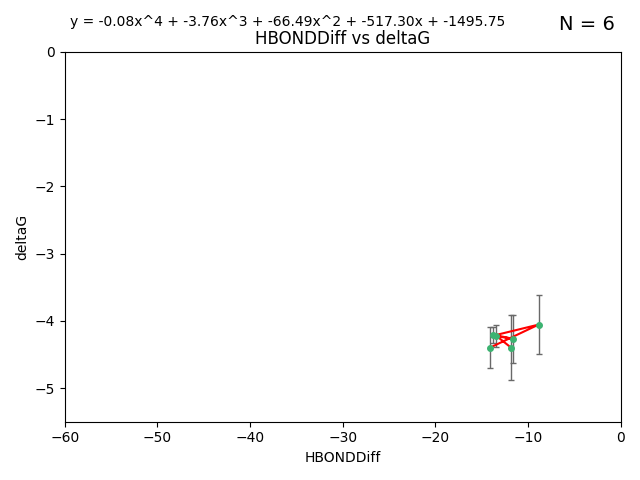 y = -0.08x^4 + -3.76x^3 + -66.49x^2 + -517.30x + -1495.75
N = 6
HBONDDiff vs deltaG
0
−1
−2
−3
−4
−5
deltaG
−60 −50 −40 −30 −20 −10 0
HBONDDiff